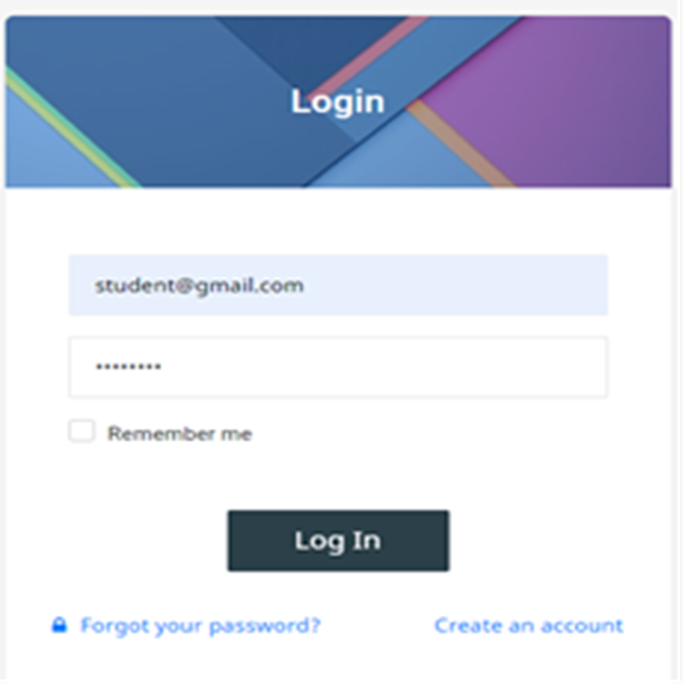 Login
student@gmail.com
••••••••
Remember me
Log In
Forgot your password? Create an account